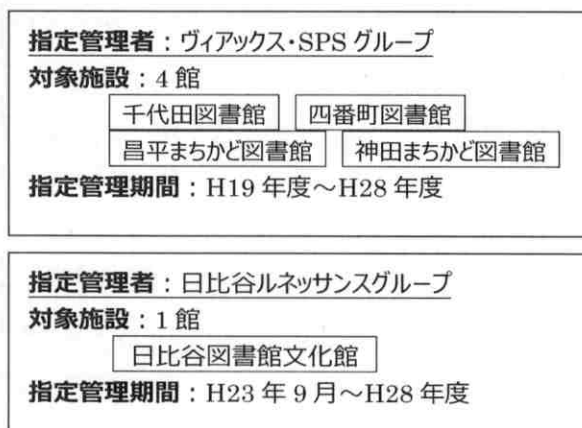 指定管理者：ヴィアックス・SPSグループ
対象施設：4館
千代田図書館 四番町図書館
昌平まちかど図書館 神田まちかど図書館
指定管理期間：H19年度～H28年度
指定管理者：日比谷ルネッサンスグループ
対象施設：1館
日比谷図書館文化館
指定管理期間：H23年9月～H28年度